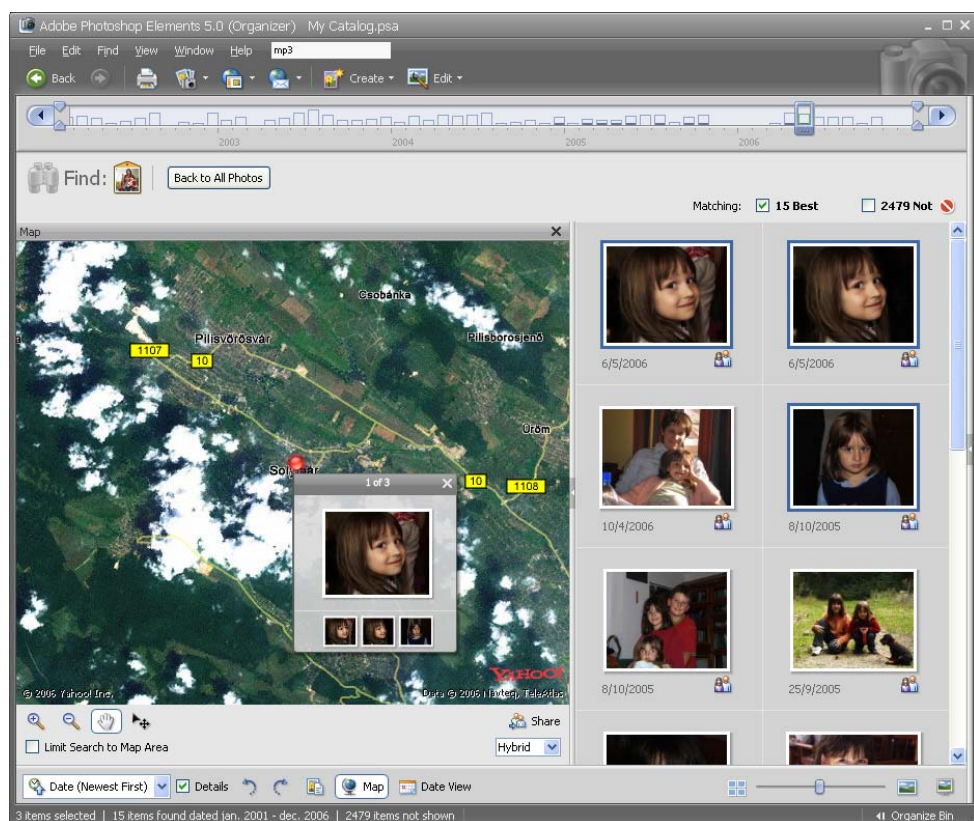 Adobe Photoshop Elements 5.0 (Organizer) My Catalog.psa
File Edit Find View Window Help mp3
Back Create Edit
2003 2004 2005 2006
Find: Back to All Photos
Matching: 15 Best 2479 Not
Map
Csobánka
Pilisvörösvár
Pilisborosjenő
1107
10
Üröm
1 of 3
10
1108
YAHOO!
© 2006 Yahoo! Inc.
Data © 2006 Navteq, TeleAtlas
Share
Limit Search to Map Area
Hybrid
6/5/2006 6/5/2006
10/4/2006 8/10/2005
8/10/2005 25/9/2005
Date (Newest First) Details Map Date View
3 items selected | 15 items found dated jan. 2001 - dec. 2006 | 2479 items not shown Organize Bin